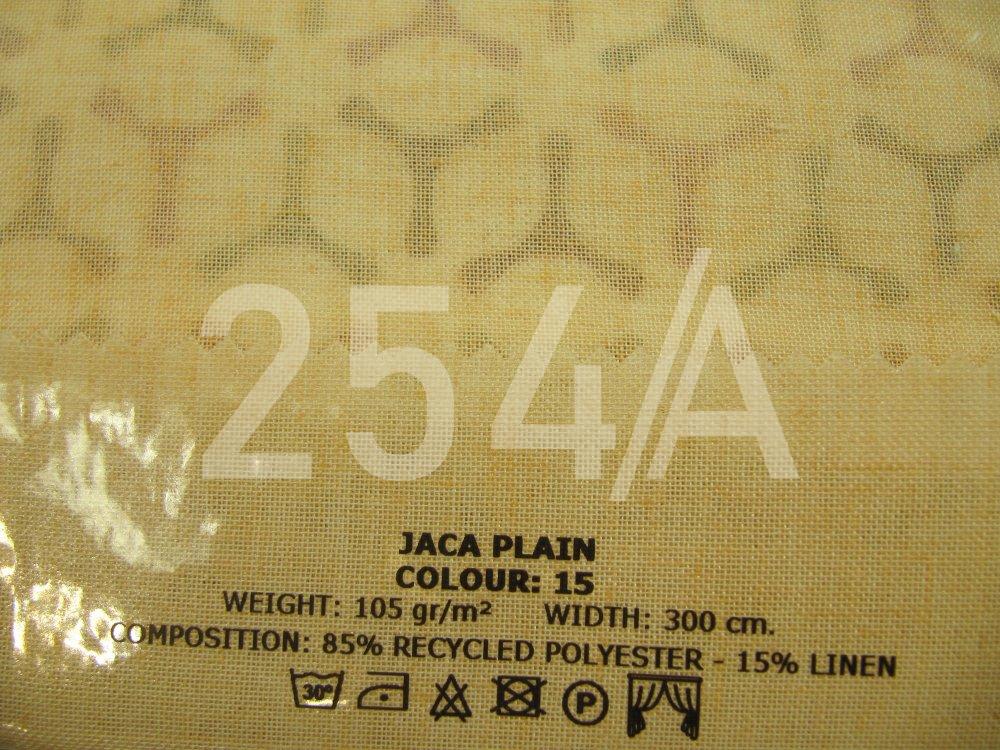 254/A
JACA PLAIN
COLOUR: 15
WEIGHT: 105 gr/m² WIDTH: 300 cm.
COMPOSITION: 85% RECYCLED POLYESTER - 15% LINEN
30° P